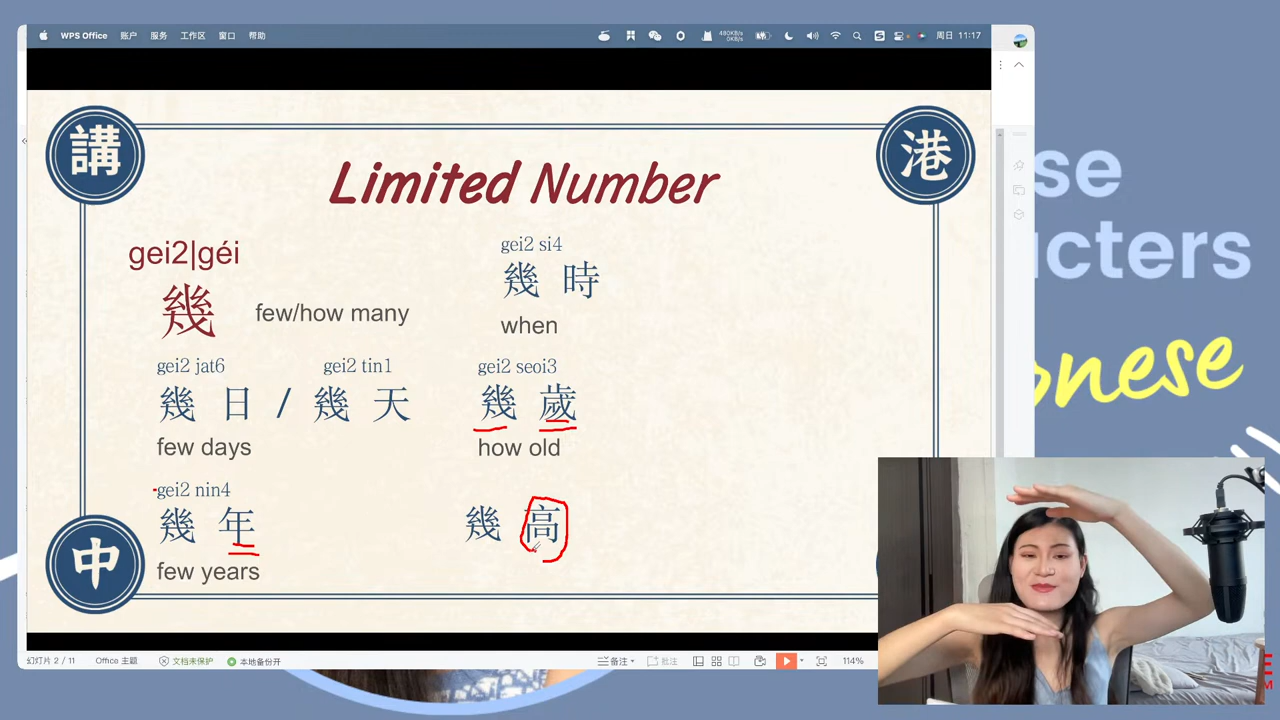 WPS Office 账户 服务 工作区 窗口 帮助 480KB/s 0KB/s 周日 11:17
講 港
Limited Number
gei2|géi
幾 few/how many
gei2 si4
幾 時
when
gei2 jat6 gei2 tin1
幾 日 / 幾 天
few days
gei2 seoi3
幾 歲
how old
gei2 nin4
幾 年
few years
幾 高
中
se
cters
onese
幻灯片 2 / 11 Office 主题 文档未保护 本地备份开 备注 批注 114%